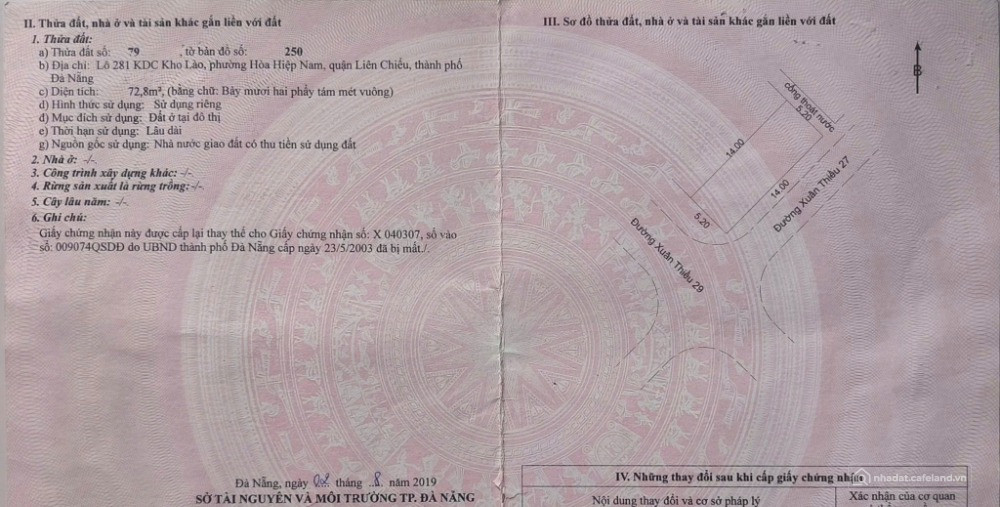 II. Thửa đất, nhà ở và tài sản khác gắn liền với đất
1. Thửa đất:
a) Thửa đất số: 79 , tờ bản đồ số: 250
b) Địa chỉ: Lô 281 KDC Kho Lào, phường Hòa Hiệp Nam, quận Liên Chiểu, thành phố
Đà Nẵng
c) Diện tích: 72,8m², (bằng chữ: Bảy mươi hai phẩy tám mét vuông)
d) Hình thức sử dụng: Sử dụng riêng
đ) Mục đích sử dụng: Đất ở tại đô thị
e) Thời hạn sử dụng: Lâu dài
g) Nguồn gốc sử dụng: Nhà nước giao đất có thu tiền sử dụng đất
2. Nhà ở: -/-.
3. Công trình xây dựng khác: -/-.
4. Rừng sản xuất là rừng trồng: -/-.
5. Cây lâu năm: -/-.
6. Ghi chú:
Giấy chứng nhận này được cấp lại thay thế cho Giấy chứng nhận số: X 040307, số vào
số: 009074QSDĐ do UBND thành phố Đà Nẵng cấp ngày 23/5/2003 đã bị mất./.
Đà Nẵng, ngày 02 tháng 8 năm 2019
SỞ TÀI NGUYÊN VÀ MÔI TRƯỜNG TP. ĐÀ NẴNG
III. Sơ đồ thửa đất, nhà ở và tài sản khác gắn liền với đất
B
cống thoát nước
5.20
14.00
14.00
5.20
Đường Xuân Thiều 27
Đường Xuân Thiều 29
IV. Những thay đổi sau khi cấp giấy chứng nhận
nhadat.cafeland.vn
Nội dung thay đổi và cơ sở pháp lý
Xác nhận của cơ quan